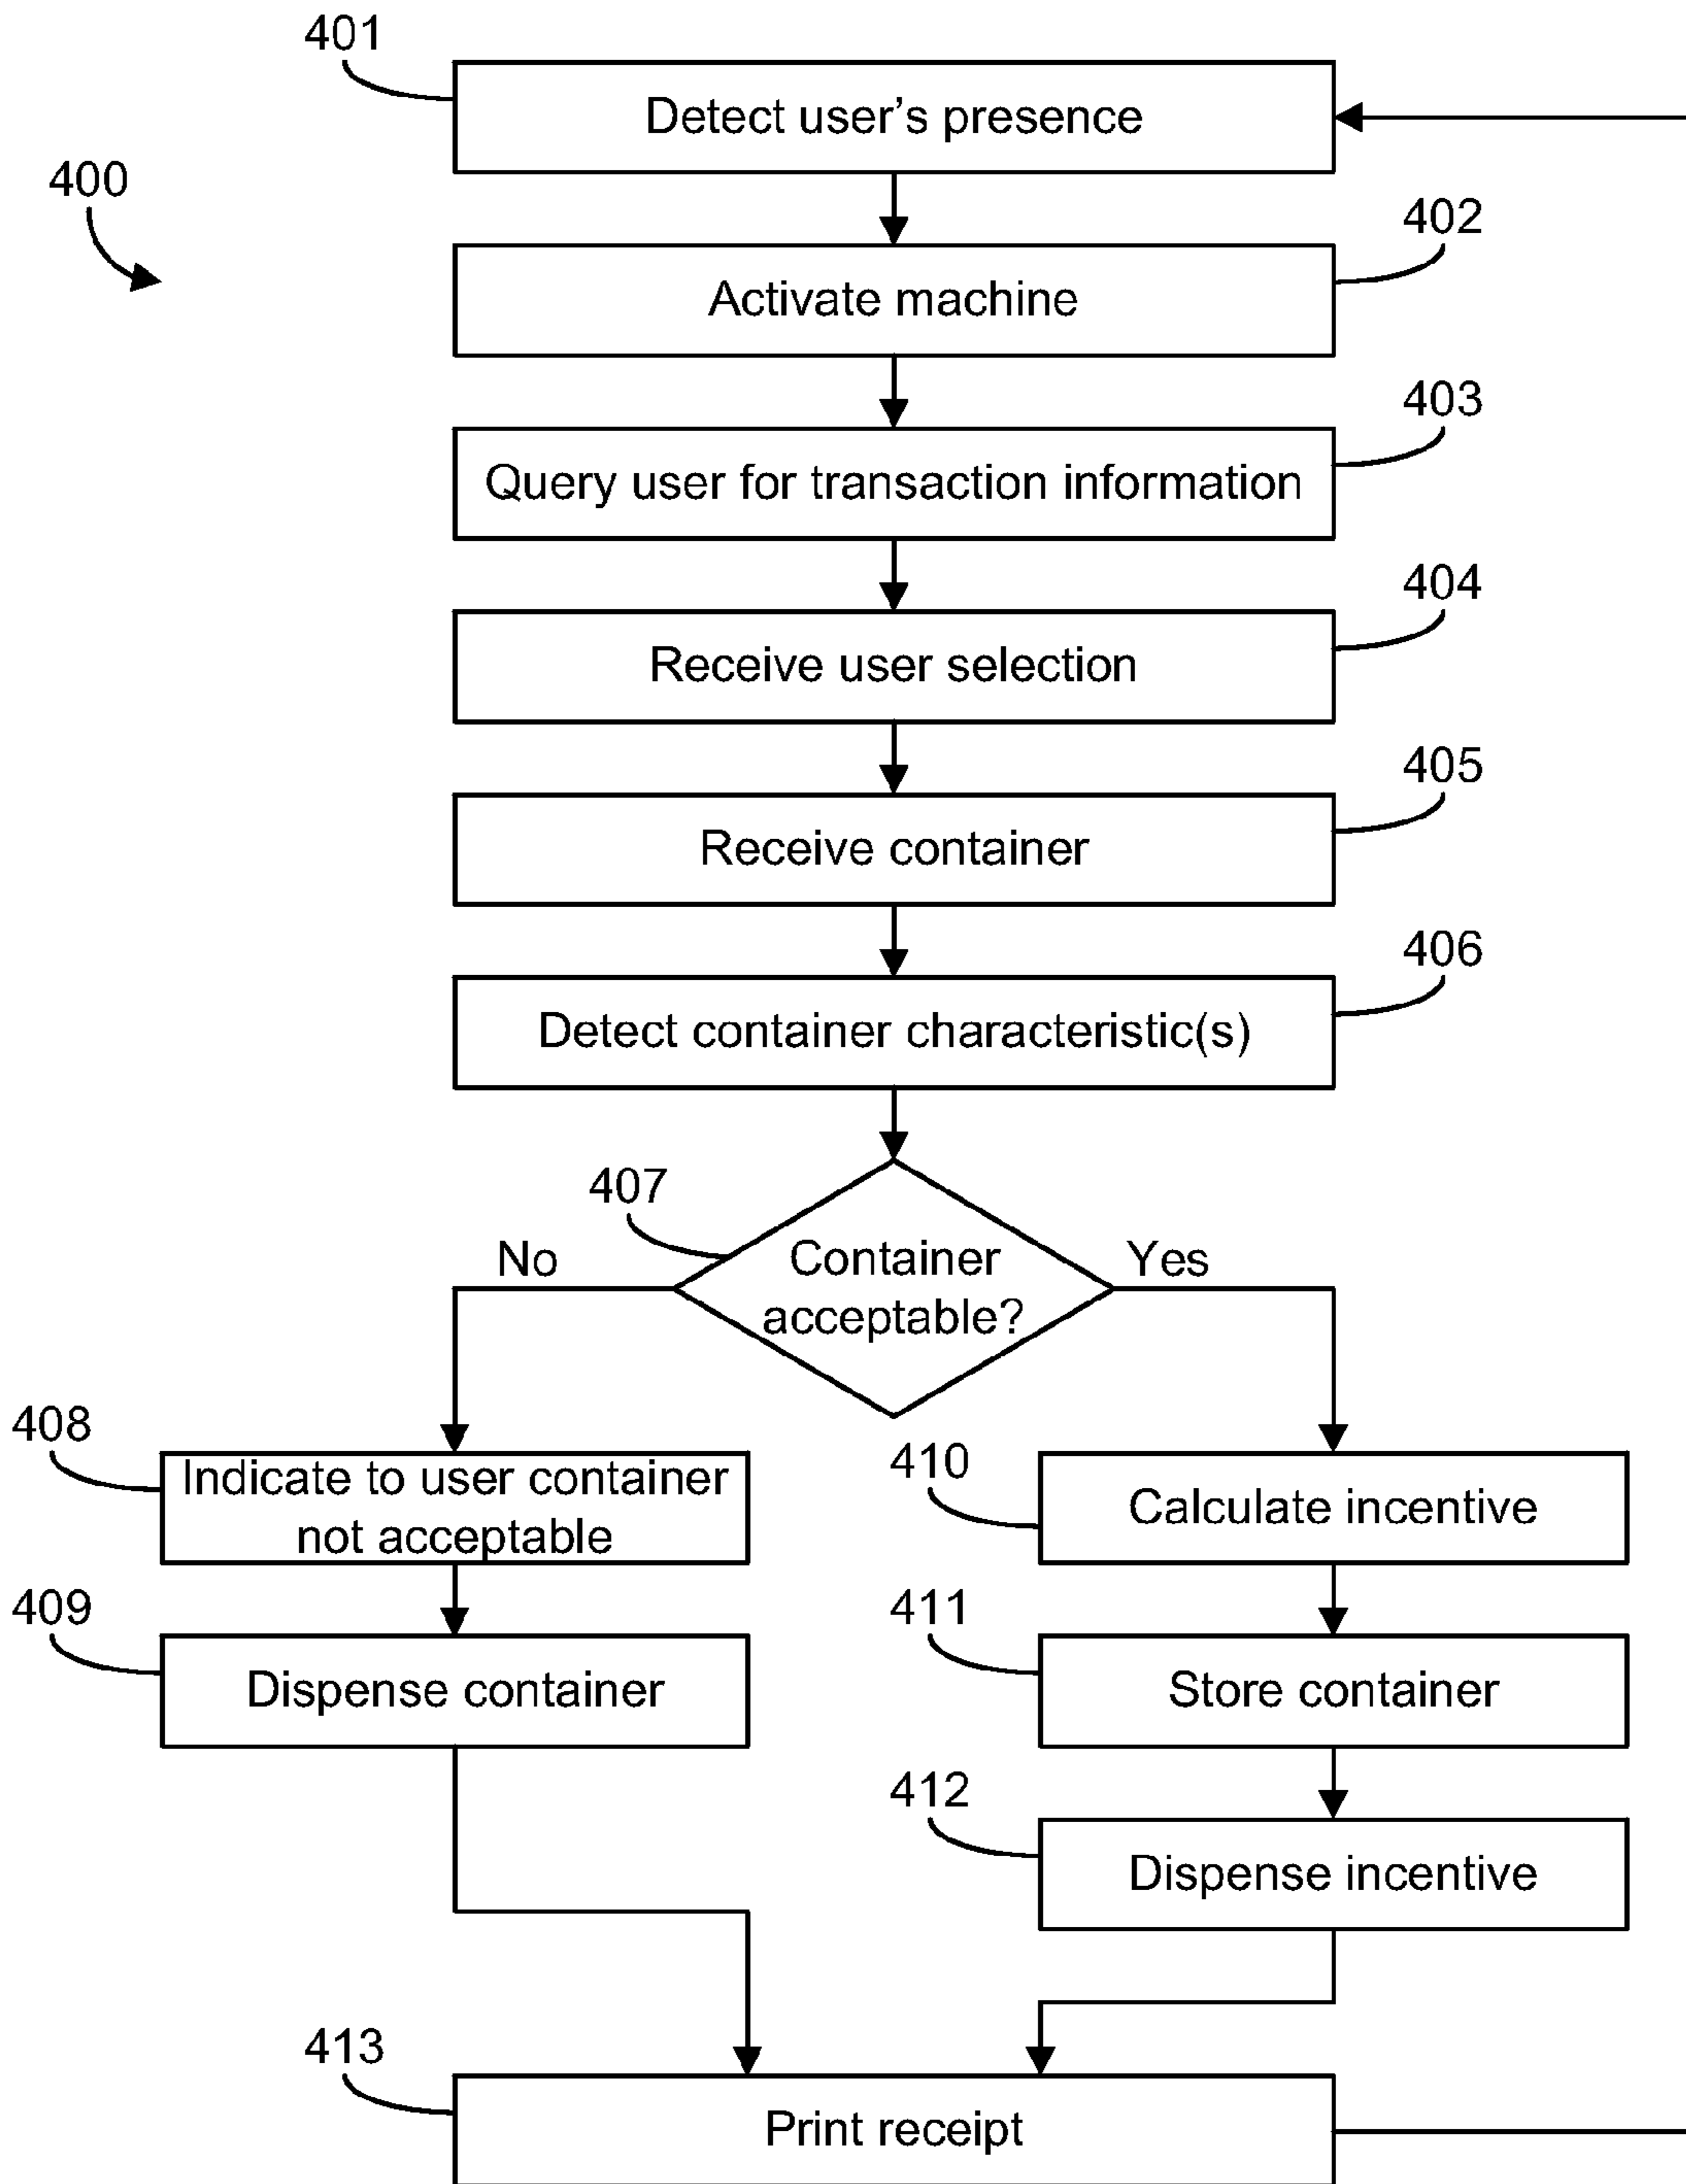 401
Detect user's presence
400
402
Activate machine
403
Query user for transaction information
404
Receive user selection
405
Receive container
406
Detect container characteristic(s)
407
No
Container
acceptable?
Yes
408
Indicate to user container
not acceptable
410
Calculate incentive
409
Dispense container
411
Store container
412
Dispense incentive
413
Print receipt